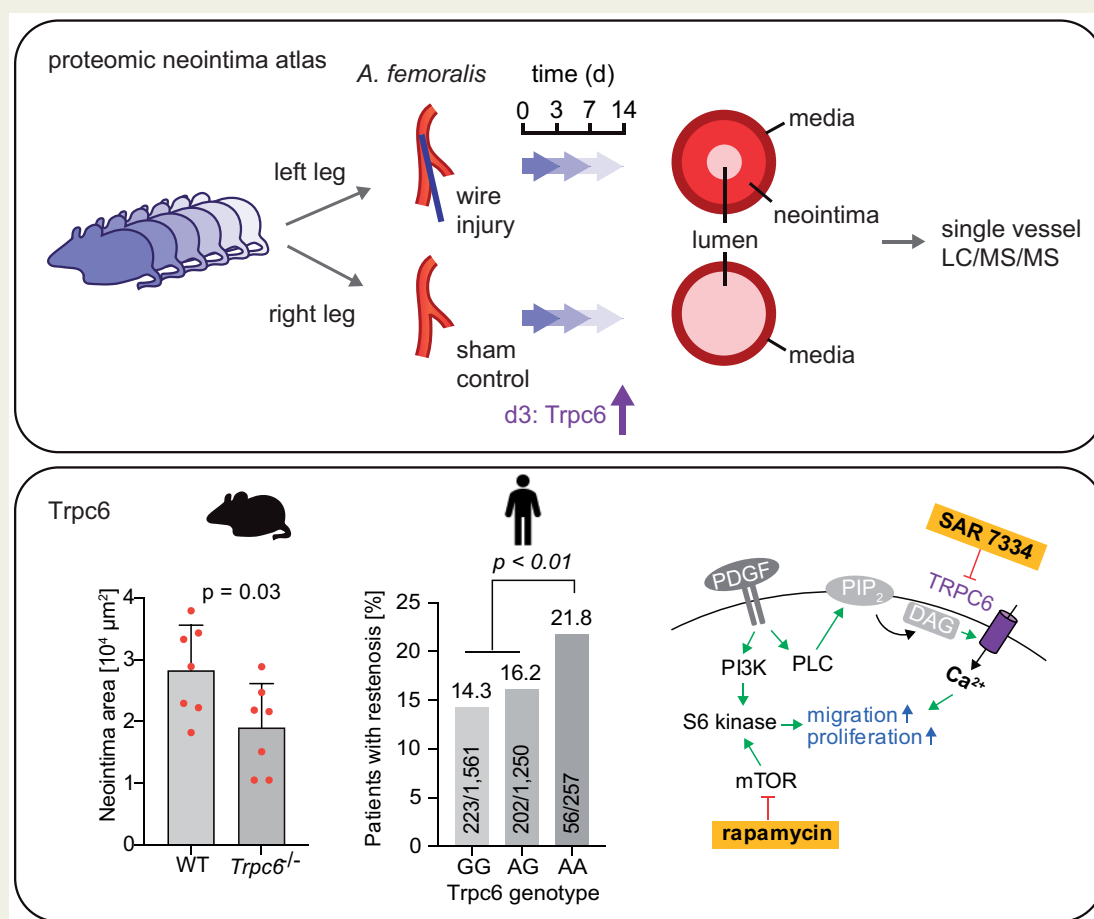 proteomic neointima atlas
A. femoralis
time (d)
0 3 7 14
left leg
wire
injury
right leg
sham
control
media
neointima
lumen
media
single vessel
LC/MS/MS
d3: Trpc6
Trpc6
p = 0.03
Neointima area [10⁴ µm²]
4
3
2
1
0
WT Trpc6-/-
p < 0.01
Patients with restenosis [%]
25
20
15
10
5
0
14.3
16.2
21.8
223/1,561
202/1,250
56/257
GG AG AA
Trpc6 genotype
SAR 7334
TRPC6
PDGF
PIP2
DAG
PI3K
PLC
Ca2+
S6 kinase
migration
proliferation
mTOR
rapamycin